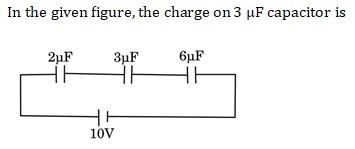 In the given figure, the charge on 3 μF capacitor is
2μF 3μF 6μF
10V